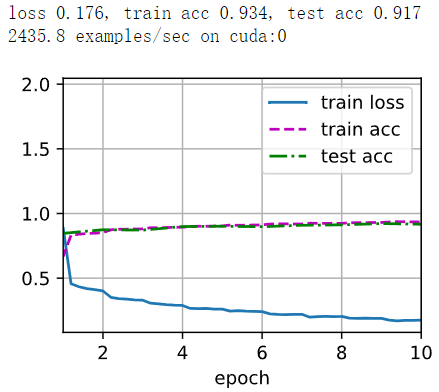 loss 0.176, train acc 0.934, test acc 0.917
2435.8 examples/sec on cuda:0
2.0
train loss
train acc
test acc
1.5
1.0
0.5
2 4 6 8 10
epoch